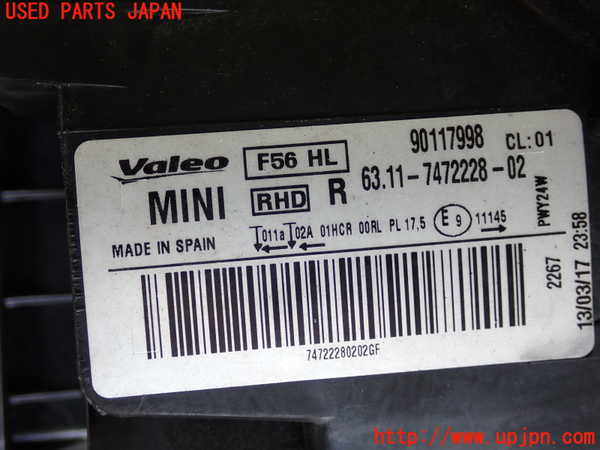 USED PARTS JAPAN
Valeo F56 HL 90117998 CL:01
MINI RHD R 63.11-7472228-02
MADE IN SPAIN 011a 02A 01HCR 00RL PL 17,5 E 9 11145
PWY24W
2267
13/03/17 23:58
74722280202GF
http://www.upjpn.com/